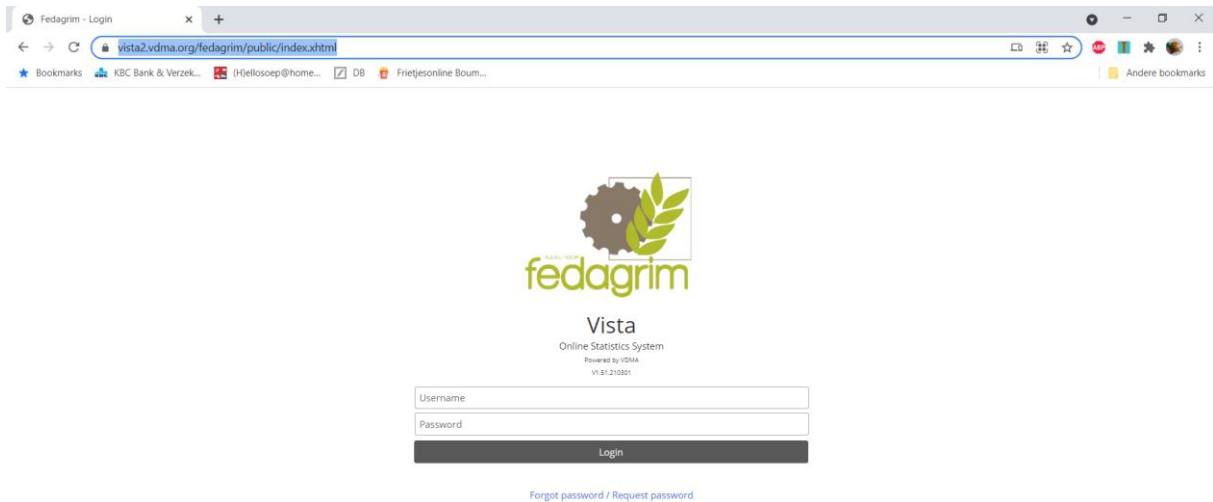 Fedagrim - Login
vista2.vdma.org/fedagrim/public/index.xhtml
ABP
Bookmarks KBC Bank & Verzek... (H)ellosoep@home... DB Frietjesonline Boum... Andere bookmarks
fedagrim
Vista
Online Statistics System
Powered by VDMA
V1.51.210301
Username
Password
Login
Forgot password / Request password